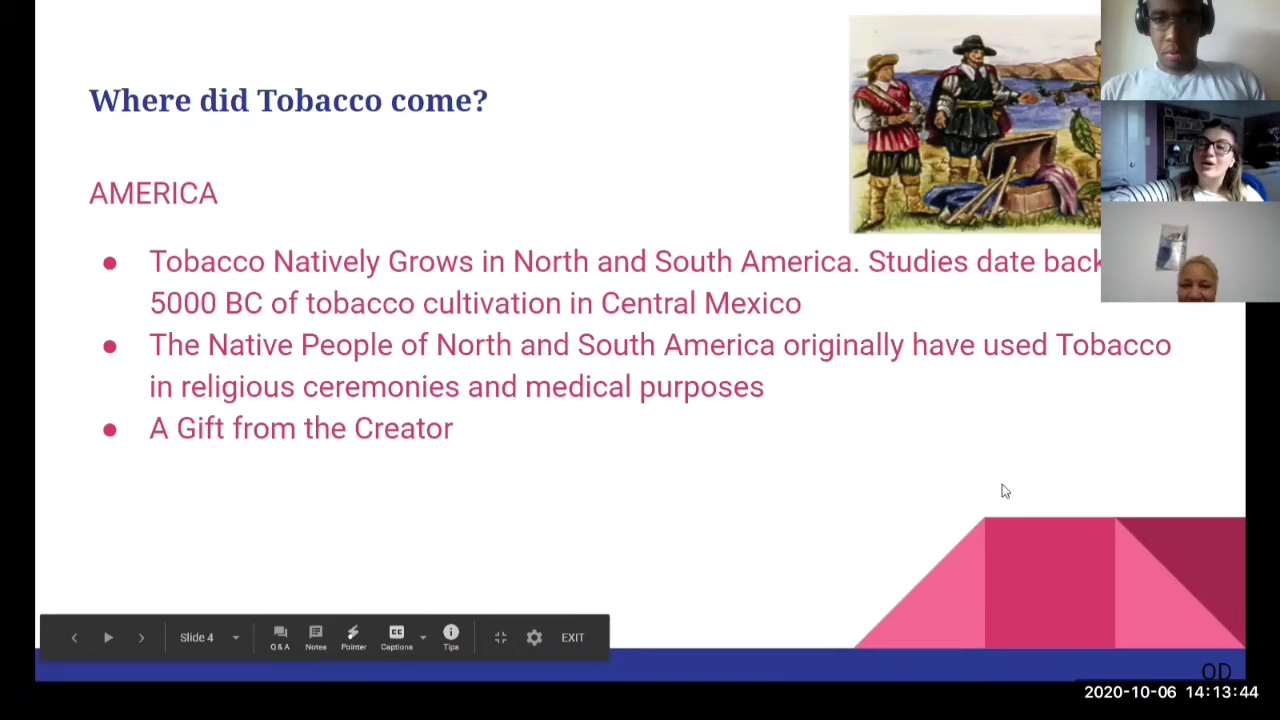 Where did Tobacco come?
AMERICA
● Tobacco Natively Grows in North and South America. Studies date back
5000 BC of tobacco cultivation in Central Mexico
● The Native People of North and South America originally have used Tobacco
in religious ceremonies and medical purposes
● A Gift from the Creator
Slide 4
Q & A Notes Pointer Captions Tips EXIT
OD
2020-10-06 14:13:44